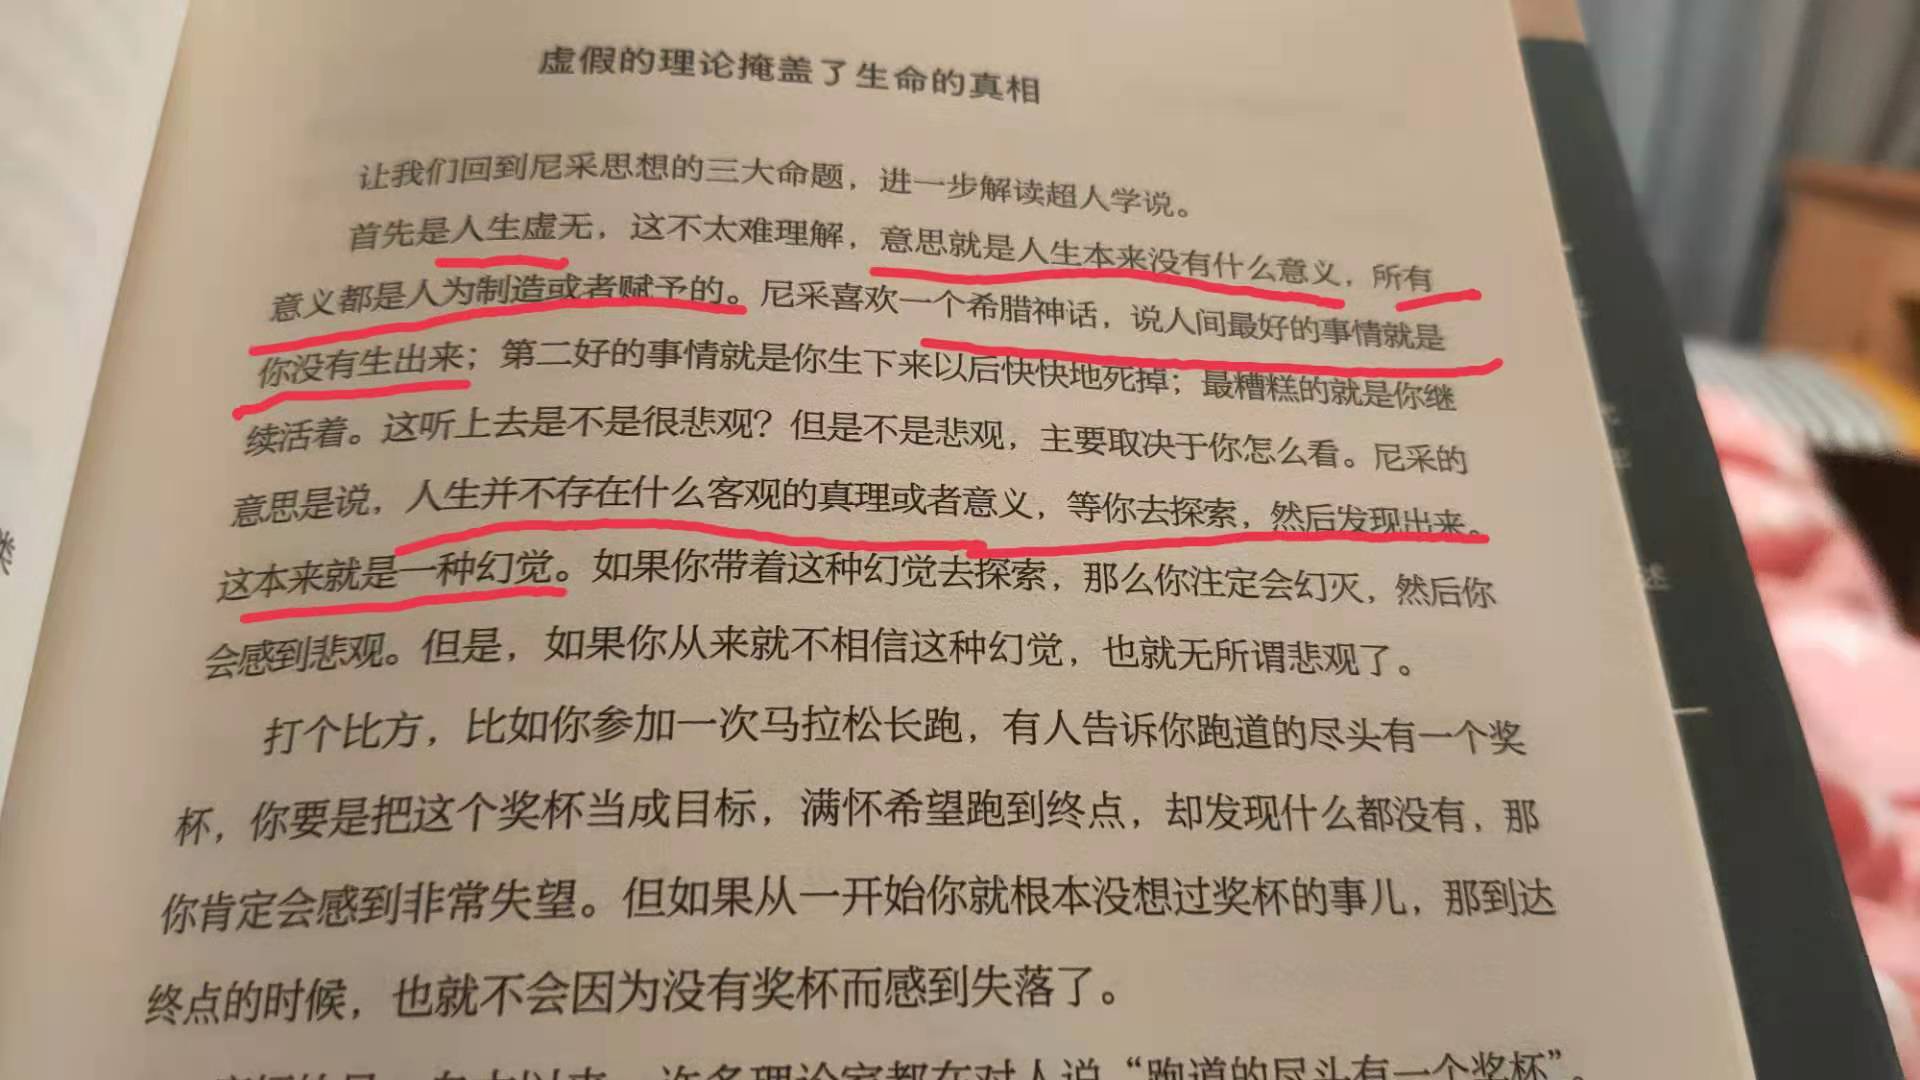 虚假的理论掩盖了生命的真相
让我们回到尼采思想的三大命题，进一步解读超人学说。
首先是人生虚无，这不太难理解，意思就是人生本来没有什么意义，所有
意义都是人为制造或者赋予的。尼采喜欢一个希腊神话，说人间最好的事情就是
你没有生出来；第二好的事情就是你生下来以后快快地死掉；最糟糕的就是你继
续活着。这听上去是不是很悲观？但是不是悲观，主要取决于你怎么看。尼采的
意思是说，人生并不存在什么客观的真理或者意义，等你去探索，然后发现出来。
这本来就是一种幻觉。如果你带着这种幻觉去探索，那么你注定会幻灭，然后你
会感到悲观。但是，如果你从来就不相信这种幻觉，也就无所谓悲观了。
打个比方，比如你参加一次马拉松长跑，有人告诉你跑道的尽头有一个奖
杯，你要是把这个奖杯当成目标，满怀希望跑到终点，却发现什么都没有，那
你肯定会感到非常失望。但如果从一开始你就根本没想过奖杯的事儿，那到达
终点的时候，也就不会因为没有奖杯而感到失落了。
许多理论家都在对人说“跑道的尽头有一个奖杯”。